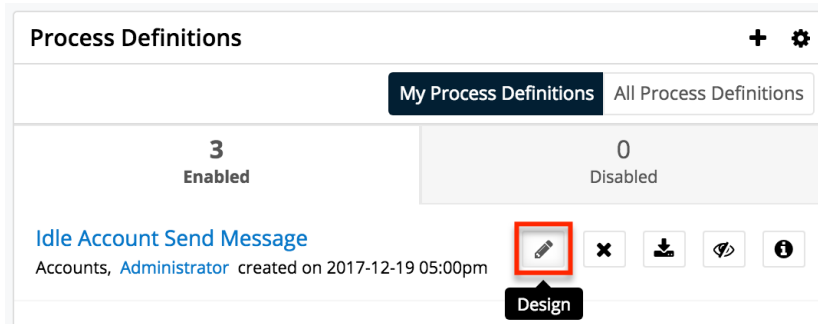 Process Definitions
My Process Definitions All Process Definitions
3 0
Enabled Disabled
Idle Account Send Message
Accounts, Administrator created on 2017-12-19 05:00pm
Design